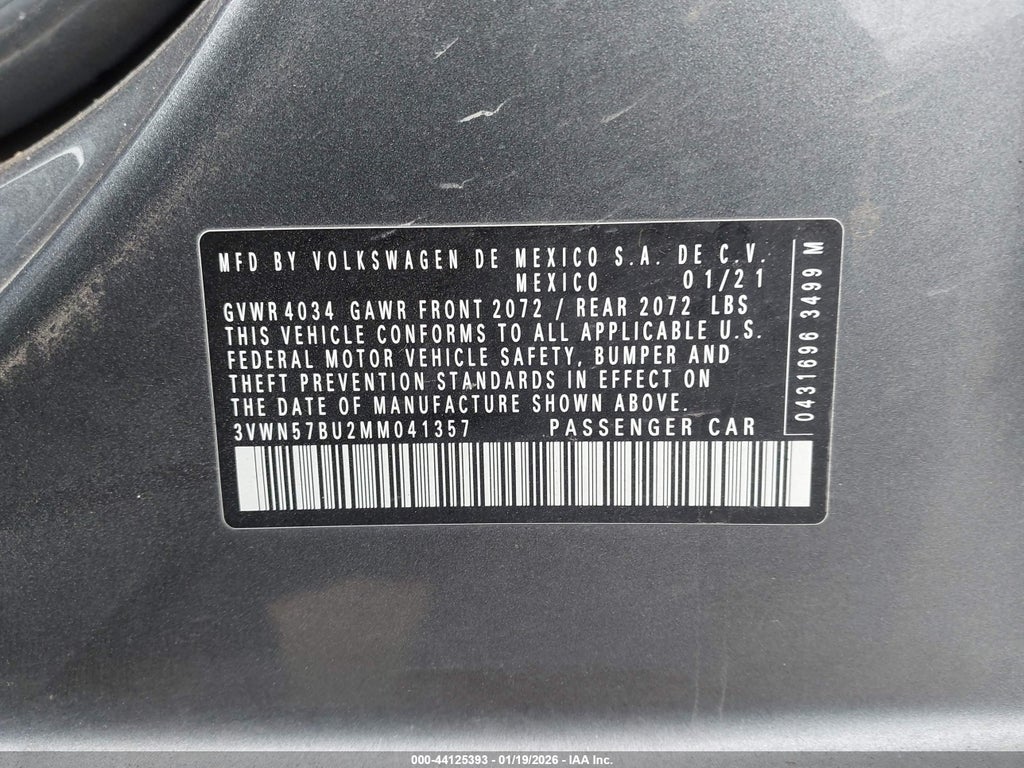 MFD BY VOLKSWAGEN DE MEXICO S.A. DE C.V.
MEXICO 01/21
GVWR 4034 GAWR FRONT 2072 / REAR 2072 LBS
THIS VEHICLE CONFORMS TO ALL APPLICABLE U.S.
FEDERAL MOTOR VEHICLE SAFETY, BUMPER AND
THEFT PREVENTION STANDARDS IN EFFECT ON
THE DATE OF MANUFACTURE SHOWN ABOVE.
3VWN57BU2MM041357 PASSENGER CAR
0431696 3499 M
000-44125393 - 01/19/2026 - IAA Inc.